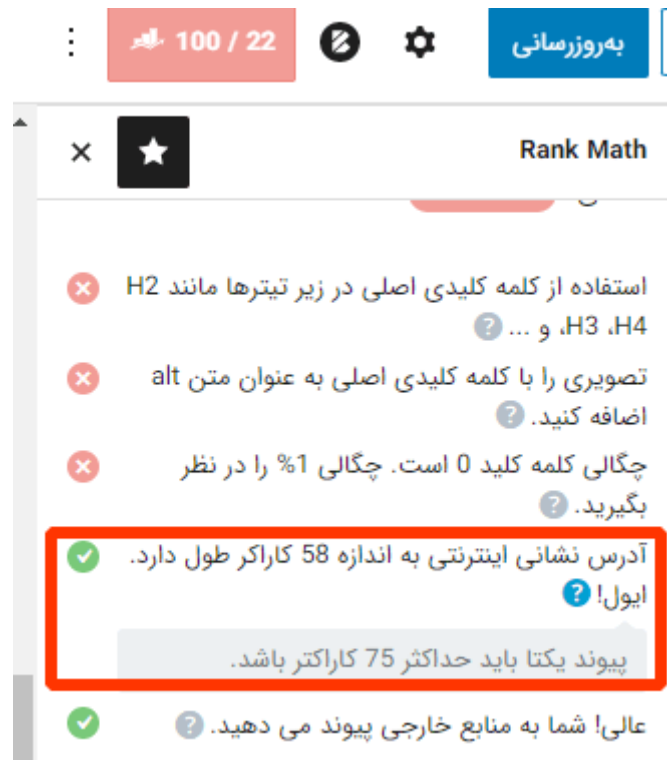 100 / 22
به‌روزرسانی
Rank Math
استفاده از کلمه کلیدی اصلی در زیر تیترها مانند H2
،H3 ،H4 و ...
تصویری را با کلمه کلیدی اصلی به عنوان متن alt
اضافه کنید.
چگالی کلمه کلید 0 است. چگالی 1% را در نظر
بگیرید.
آدرس نشانی اینترنتی به اندازه 58 کاراکر طول دارد.
ایول!
پیوند یکتا باید حداکثر 75 کاراکتر باشد.
عالی! شما به منابع خارجی پیوند می دهید.